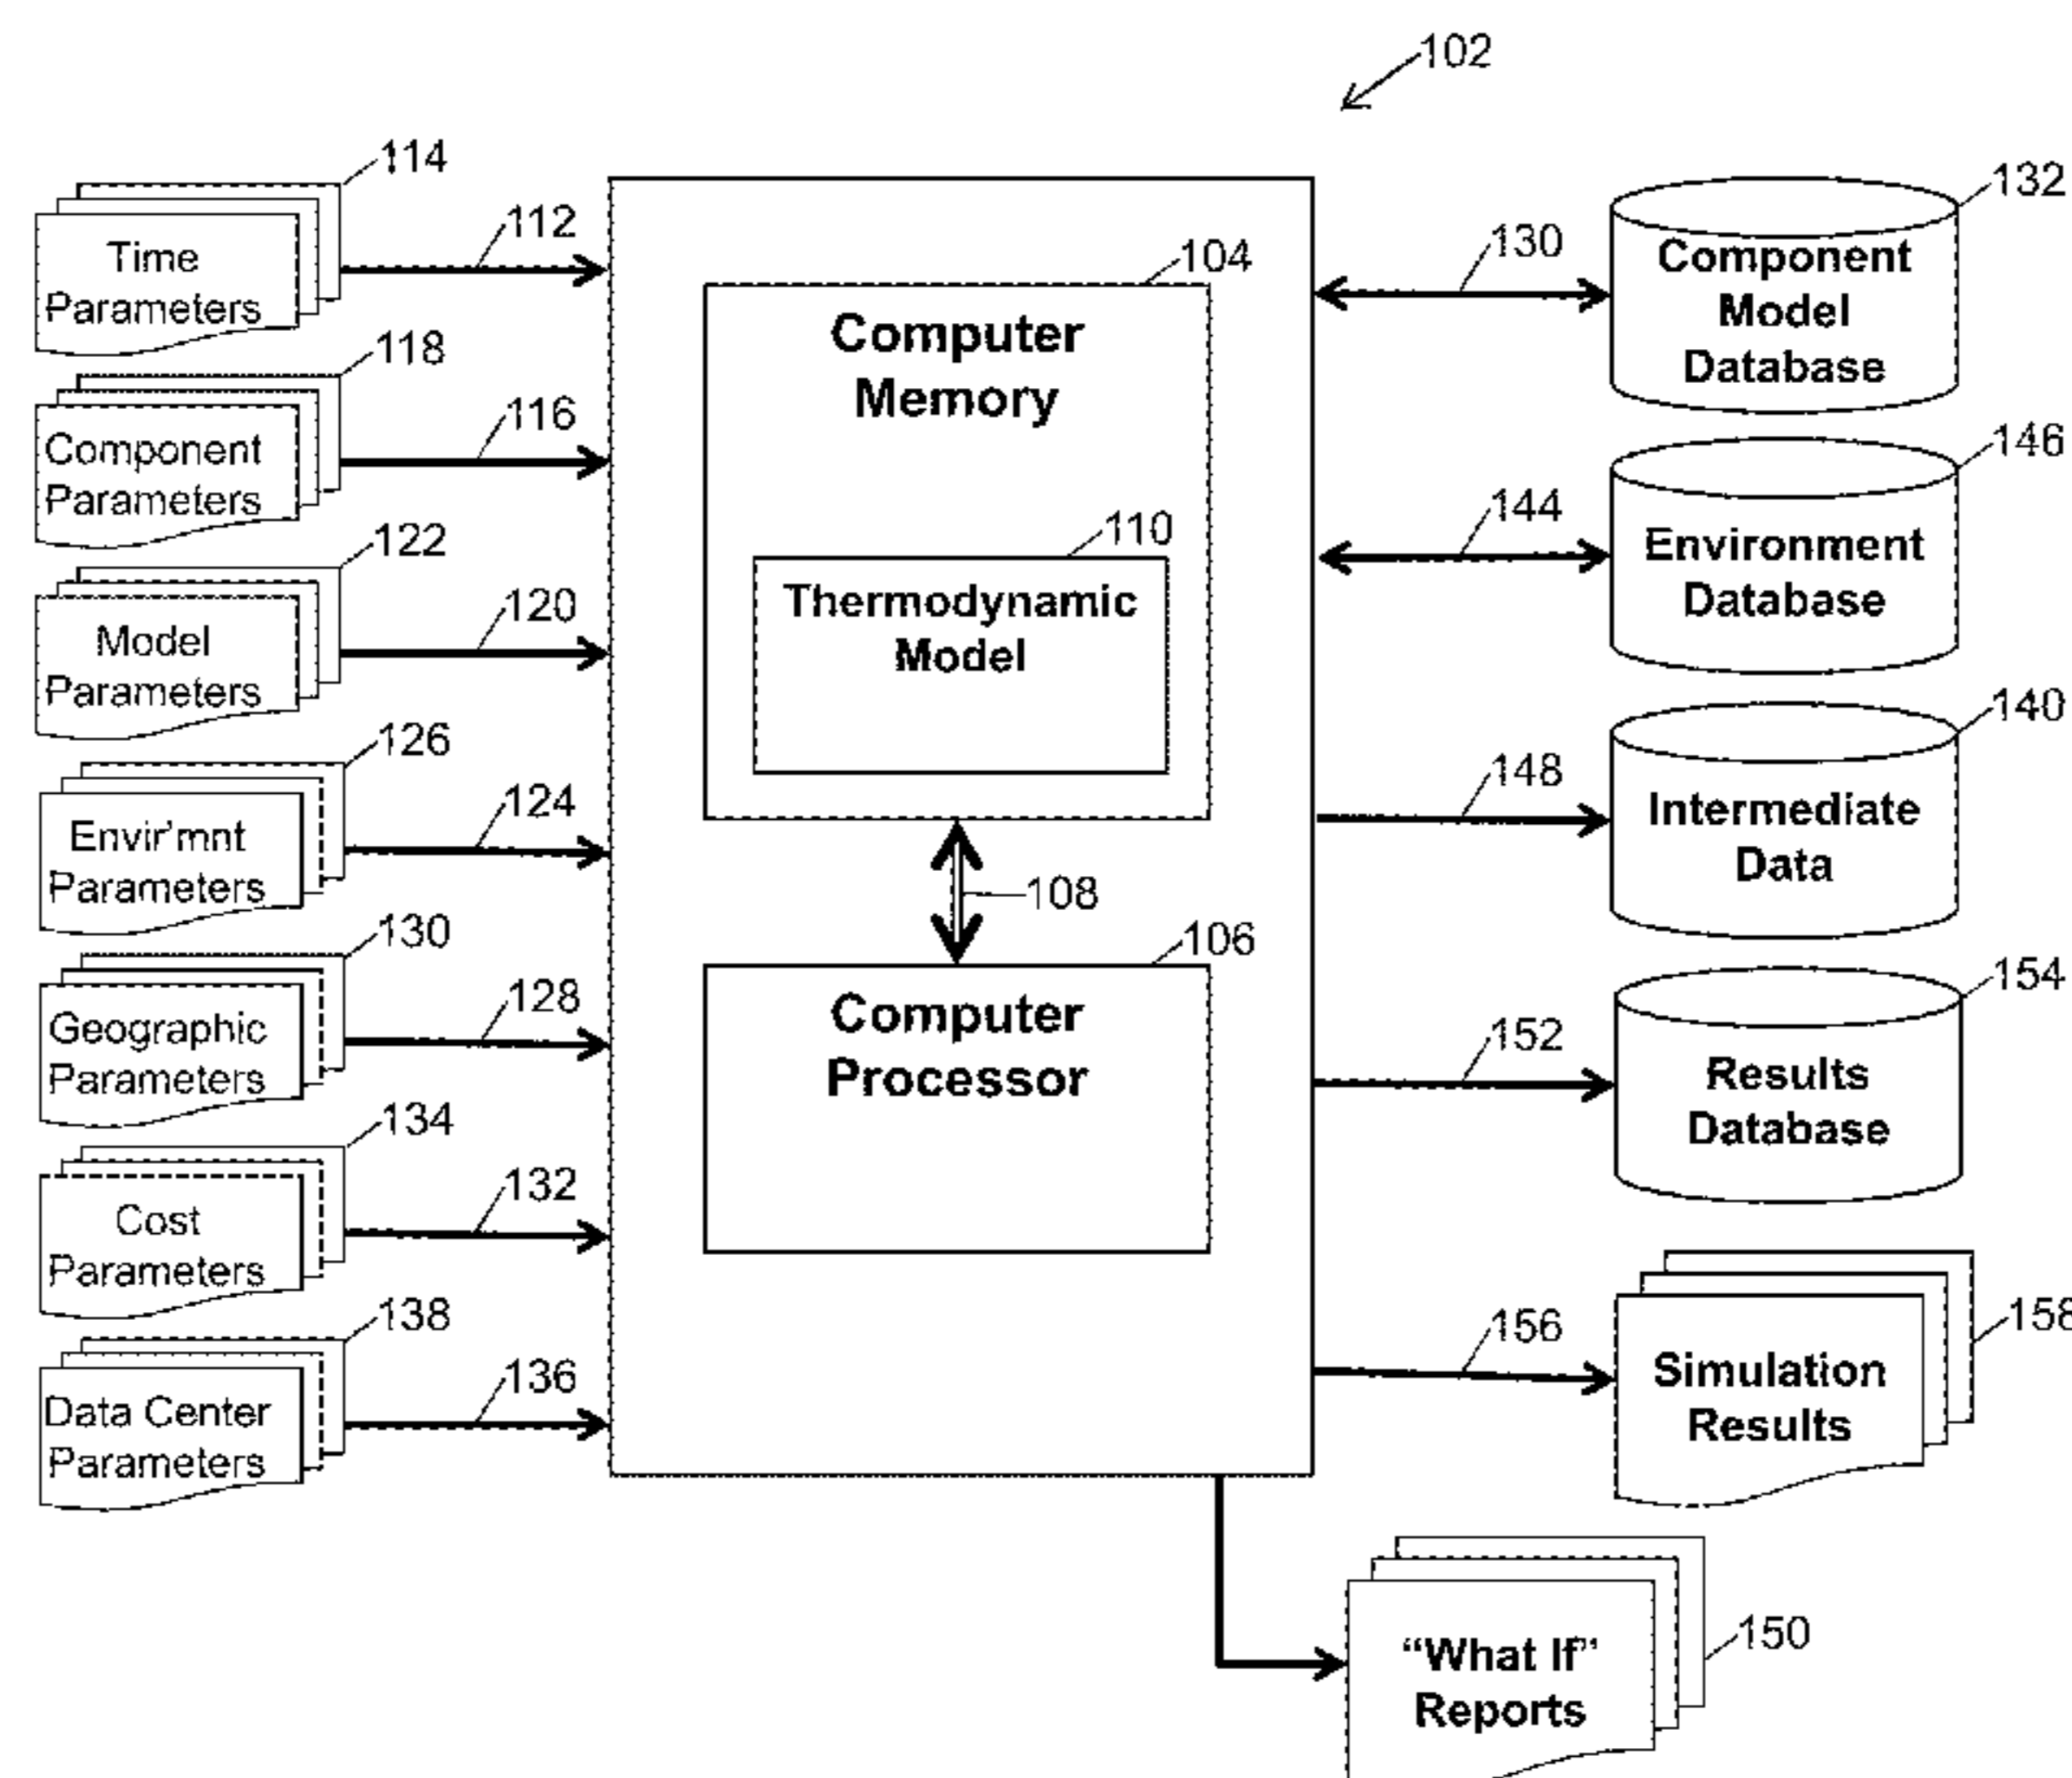 102
114
Time
Parameters
112
118
Component
Parameters
116
122
Model
Parameters
120
126
Envir'mnt
Parameters
124
130
Geographic
Parameters
128
134
Cost
Parameters
132
138
Data Center
Parameters
136
104
Computer
Memory
110
Thermodynamic
Model
108
106
Computer
Processor
130
132
Component
Model
Database
144
146
Environment
Database
148
140
Intermediate
Data
152
154
Results
Database
156
158
Simulation
Results
150
“What If”
Reports